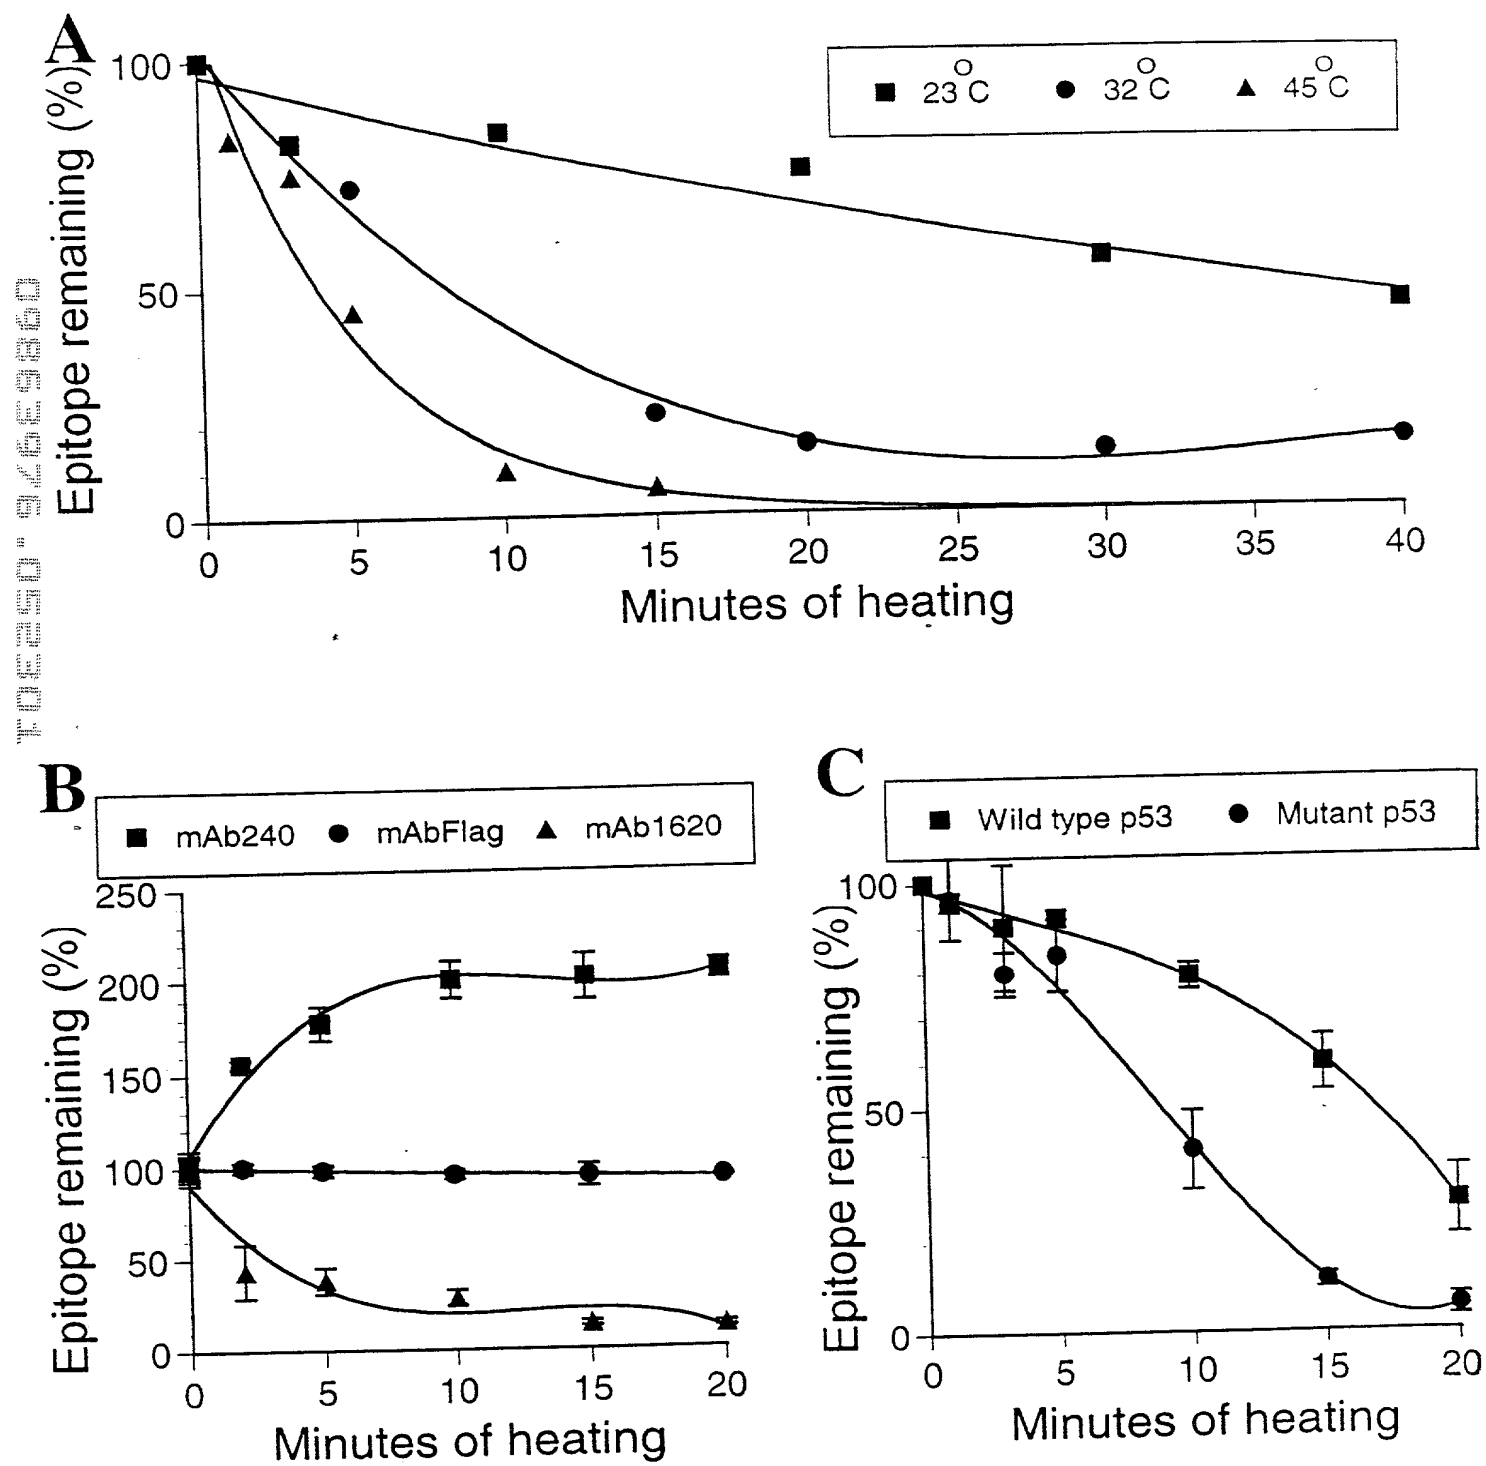 A
23°C 32°C 45°C
Epitope remaining (%)
100
50
0
0 5 10 15 20 25 30 35 40
Minutes of heating
B
mAb240 mAbFlag mAb1620
Epitope remaining (%)
250
200
150
100
50
0
0 5 10 15 20
Minutes of heating
C
Wild type p53 Mutant p53
Epitope remaining (%)
100
50
0
0 5 10 15 20
Minutes of heating